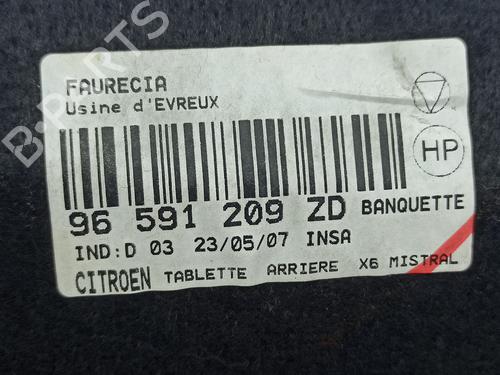 FAURECIA
Usine d'EVREUX
HP
96 591 209 ZD BANQUETTE
IND:D 03 23/05/07 INSA
CITROEN TABLETTE ARRIERE X6 MISTRAL
B-PARTS